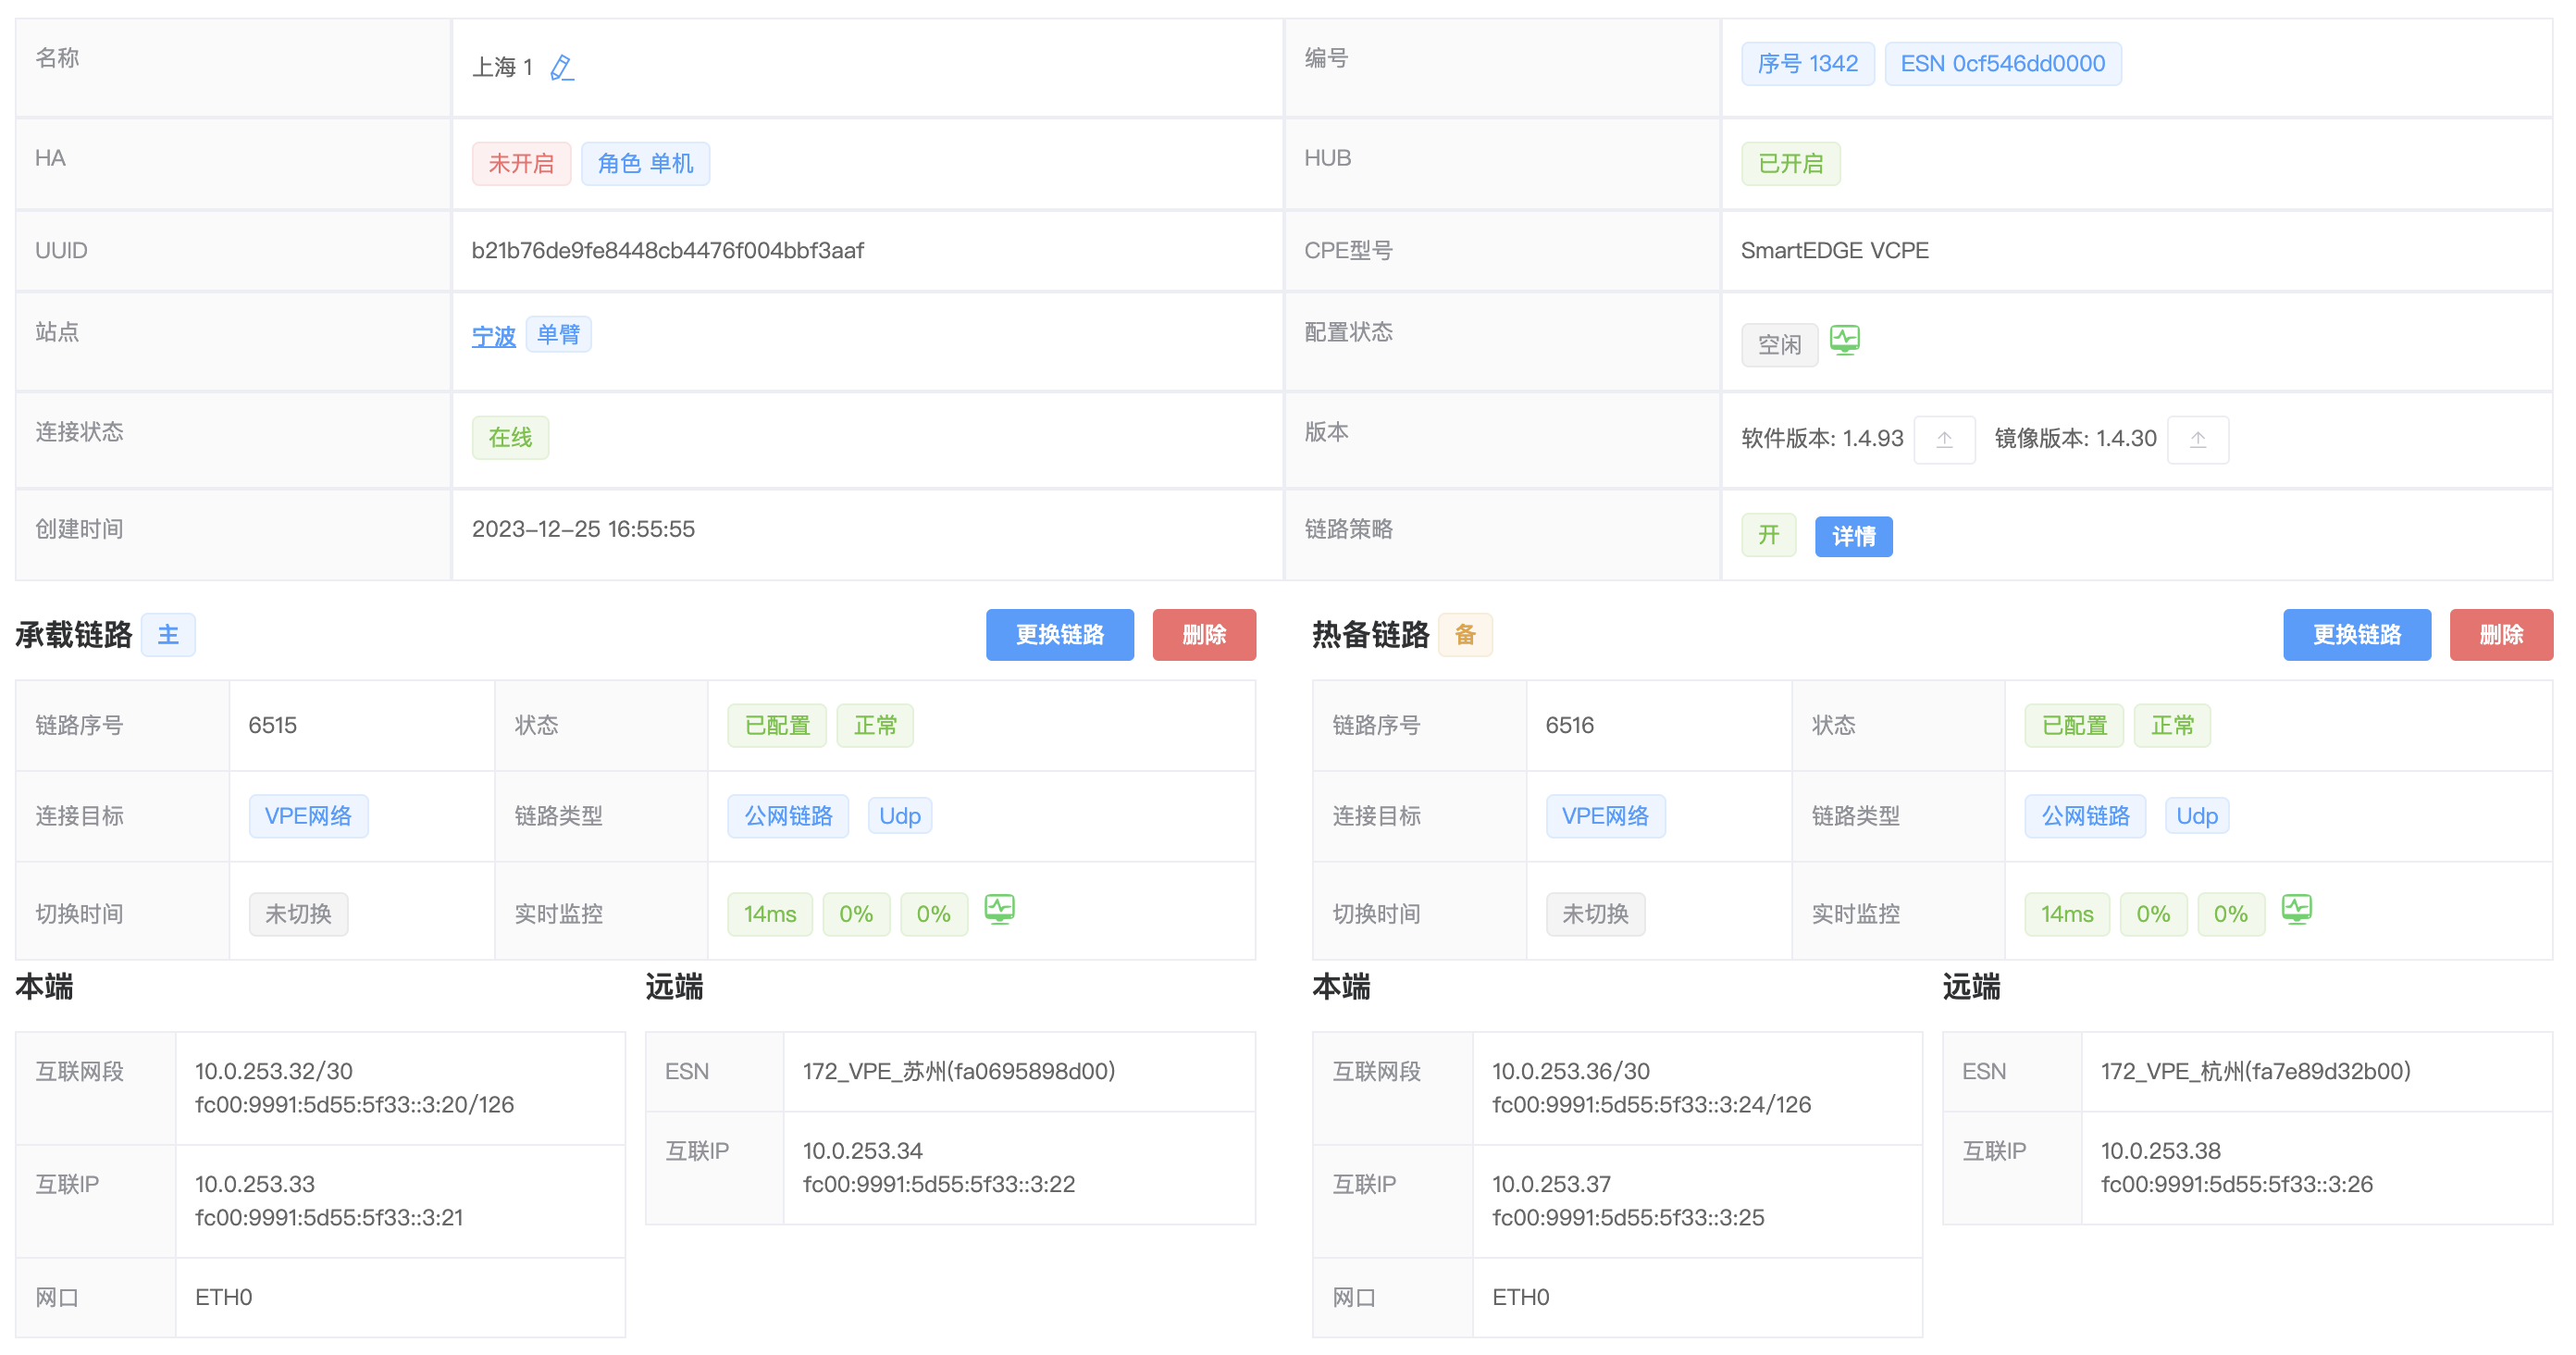 名称
上海 1
编号
序号 1342
ESN 0cf546dd0000
HA
未开启
角色 单机
HUB
已开启
UUID
b21b76de9fe8448cb4476f004bbf3aaf
CPE型号
SmartEDGE VCPE
站点
宁波
单臂
配置状态
空闲
连接状态
在线
版本
软件版本: 1.4.93
镜像版本: 1.4.30
创建时间
2023-12-25 16:55:55
链路策略
开
详情
承载链路
主
更换链路
删除
链路序号
6515
状态
已配置
正常
连接目标
VPE网络
链路类型
公网链路
Udp
切换时间
未切换
实时监控
14ms
0%
0%
本端
互联网段
10.0.253.32/30
fc00:9991:5d55:5f33::3:20/126
互联IP
10.0.253.33
fc00:9991:5d55:5f33::3:21
网口
ETH0
远端
ESN
172_VPE_苏州(fa0695898d00)
互联IP
10.0.253.34
fc00:9991:5d55:5f33::3:22
热备链路
备
更换链路
删除
链路序号
6516
状态
已配置
正常
连接目标
VPE网络
链路类型
公网链路
Udp
切换时间
未切换
实时监控
14ms
0%
0%
本端
互联网段
10.0.253.36/30
fc00:9991:5d55:5f33::3:24/126
互联IP
10.0.253.37
fc00:9991:5d55:5f33::3:25
网口
ETH0
远端
ESN
172_VPE_杭州(fa7e89d32b00)
互联IP
10.0.253.38
fc00:9991:5d55:5f33::3:26